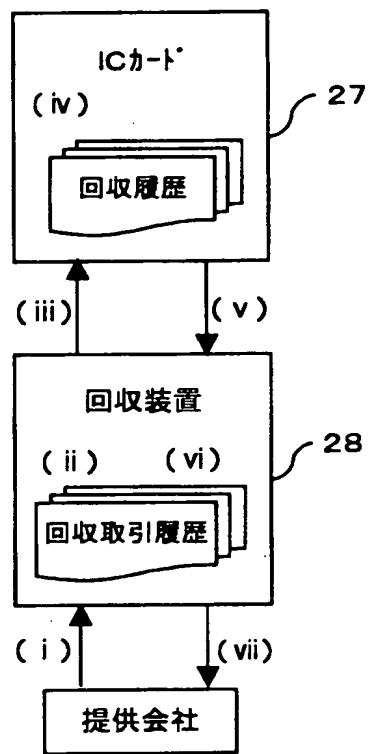 ICカード
(iv)
27
回収履歴
(iii)
(v)
回収装置
(ii)
(vi)
28
回収取引履歴
(i)
(vii)
提供会社